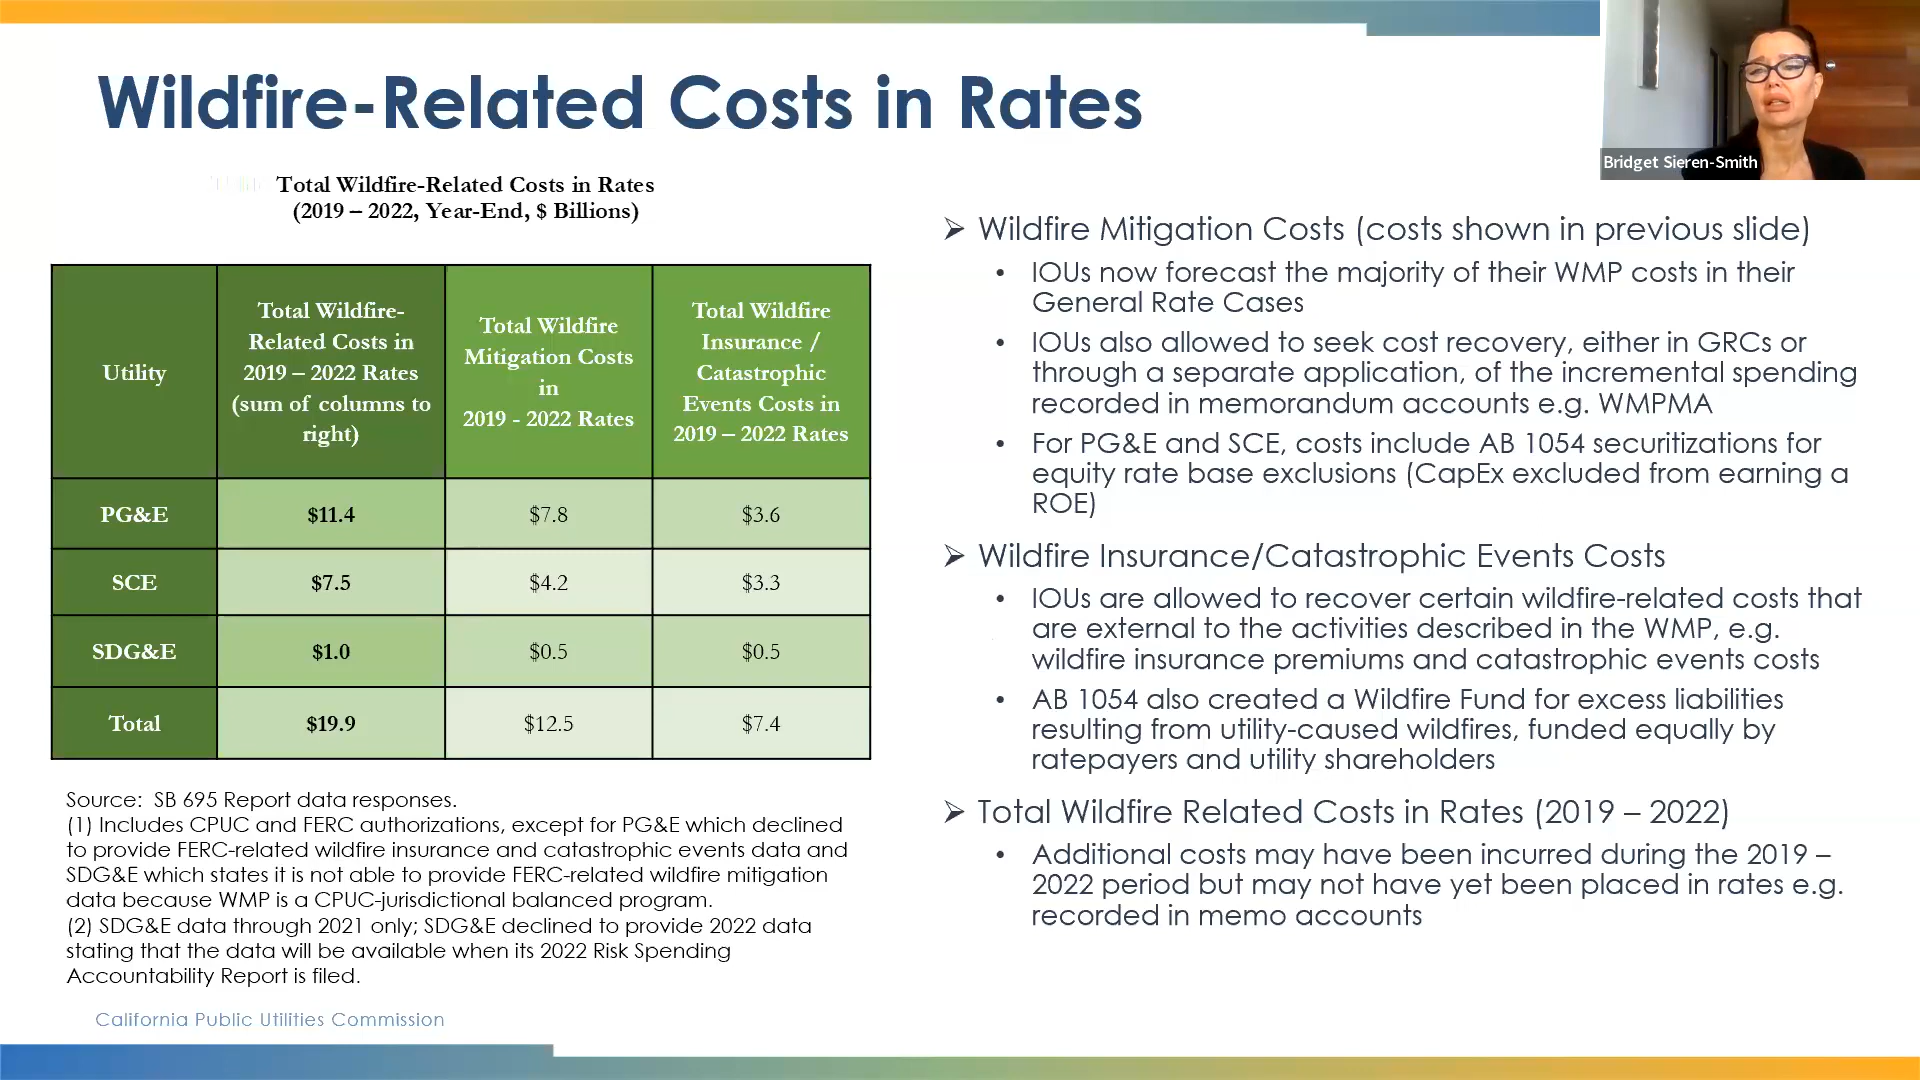 Wildfire-Related Costs in Rates
Bridget Sieren-Smith
Total Wildfire-Related Costs in Rates
(2019 – 2022, Year-End, $ Billions)
Utility
Total Wildfire-
Related Costs in
2019 – 2022 Rates
(sum of columns to
right)
Total Wildfire
Mitigation Costs
in
2019 - 2022 Rates
Total Wildfire
Insurance /
Catastrophic
Events Costs in
2019 – 2022 Rates
PG&E $11.4 $7.8 $3.6
SCE $7.5 $4.2 $3.3
SDG&E $1.0 $0.5 $0.5
Total $19.9 $12.5 $7.4
Source:  SB 695 Report data responses.
(1) Includes CPUC and FERC authorizations, except for PG&E which declined
to provide FERC-related wildfire insurance and catastrophic events data and
SDG&E which states it is not able to provide FERC-related wildfire mitigation
data because WMP is a CPUC-jurisdictional balanced program.
(2) SDG&E data through 2021 only; SDG&E declined to provide 2022 data
stating that the data will be available when its 2022 Risk Spending
Accountability Report is filed.
➢ Wildfire Mitigation Costs (costs shown in previous slide)
• IOUs now forecast the majority of their WMP costs in their
General Rate Cases
• IOUs also allowed to seek cost recovery, either in GRCs or
through a separate application, of the incremental spending
recorded in memorandum accounts e.g. WMPMA
• For PG&E and SCE, costs include AB 1054 securitizations for
equity rate base exclusions (CapEx excluded from earning a
ROE)
➢ Wildfire Insurance/Catastrophic Events Costs
• IOUs are allowed to recover certain wildfire-related costs that
are external to the activities described in the WMP, e.g.
wildfire insurance premiums and catastrophic events costs
• AB 1054 also created a Wildfire Fund for excess liabilities
resulting from utility-caused wildfires, funded equally by
ratepayers and utility shareholders
➢ Total Wildfire Related Costs in Rates (2019 – 2022)
• Additional costs may have been incurred during the 2019 –
2022 period but may not have yet been placed in rates e.g.
recorded in memo accounts
California Public Utilities Commission